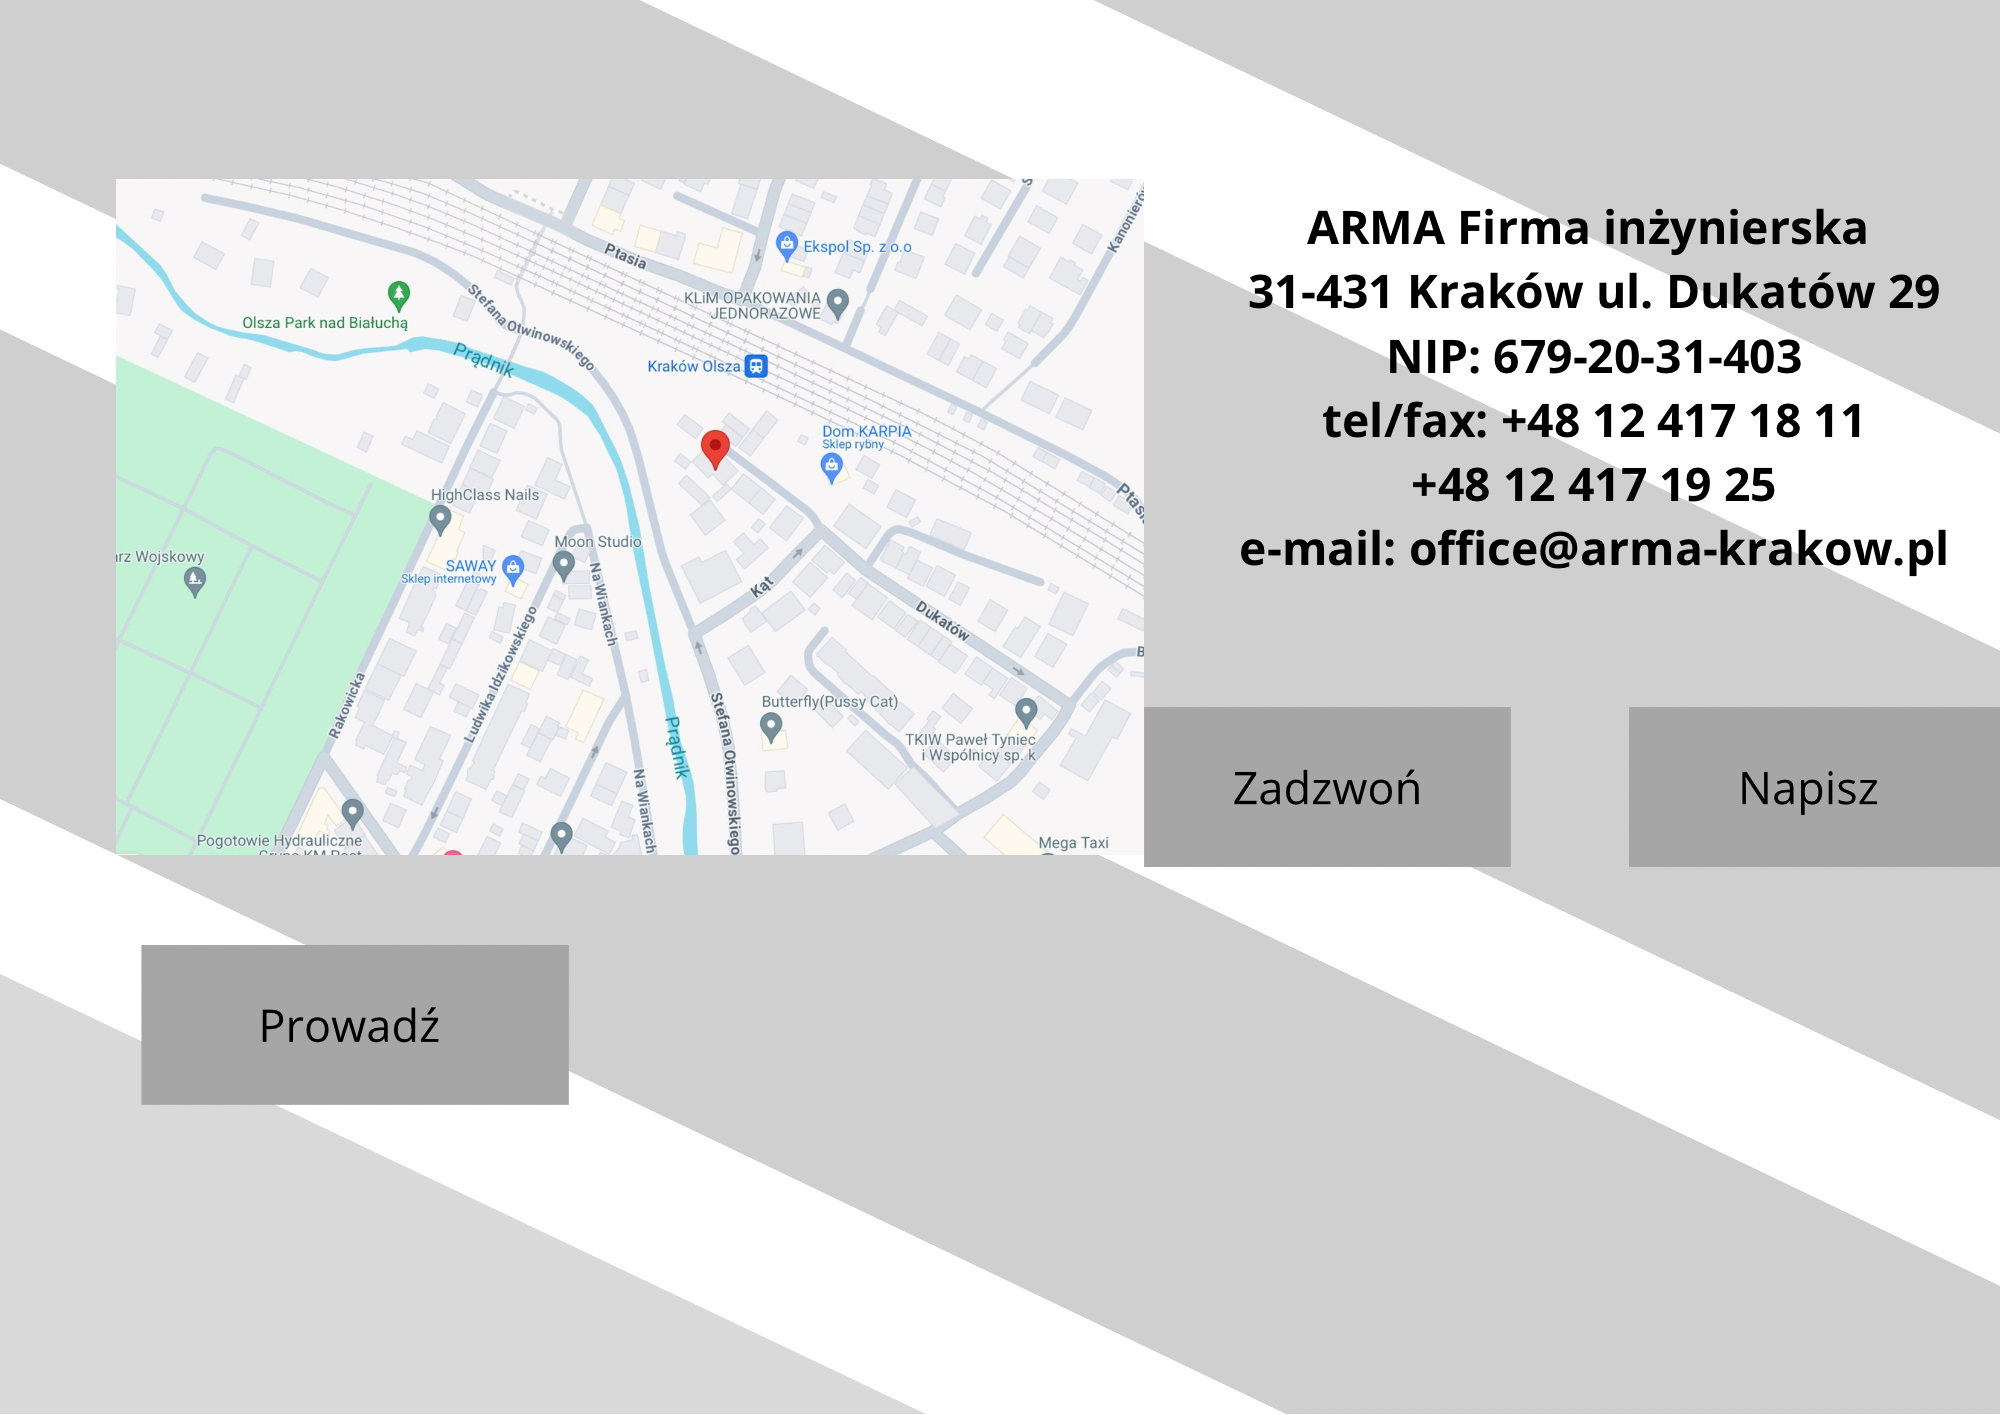 Ptasia
Ekspol Sp. z o.o
Stefana Otwinowskiego
KLiM OPAKOWANIA
JEDNORAZOWE
Olsza Park nad Białuchą
Prądnik
Kraków Olsza
Dom KARPIA
Sklep rybny
HighClass Nails
Ptasia
Moon Studio
SAWAY
Sklep internetowy
Na Wiankach
Kąt
Dukatów
Ludwika Idzikowskiego
Rakowicka
Butterfly(Pussy Cat)
Prądnik
Stefana Otwinowskiego
TKIW Paweł Tyniec
i Wspólnicy sp. k
Na Wiankach
Pogotowie Hydrauliczne
Mega Taxi
ARMA Firma inżynierska
31-431 Kraków ul. Dukatów 29
NIP: 679-20-31-403
tel/fax: +48 12 417 18 11
+48 12 417 19 25
e-mail: office@arma-krakow.pl
Zadzwoń
Napisz
Prowadź